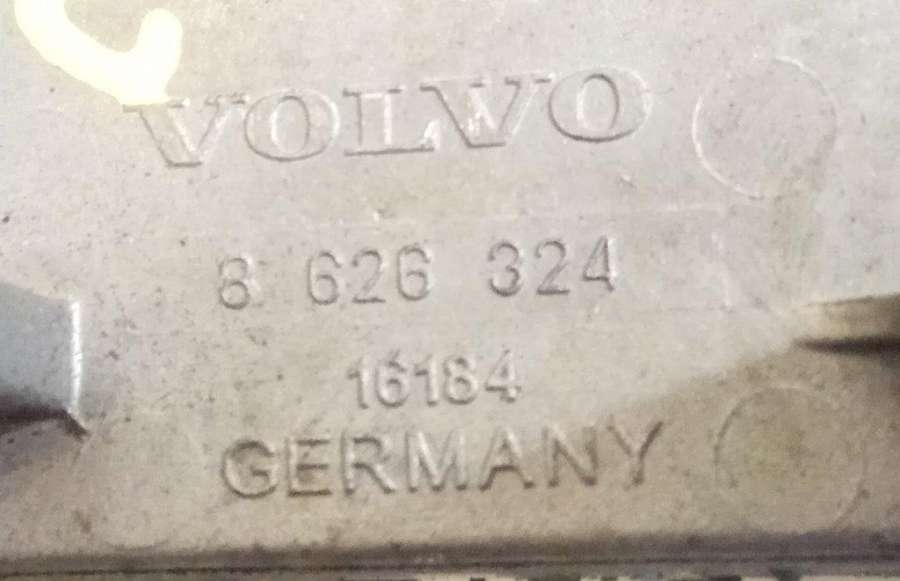 VOLVO
8 626 324
16184
GERMANY